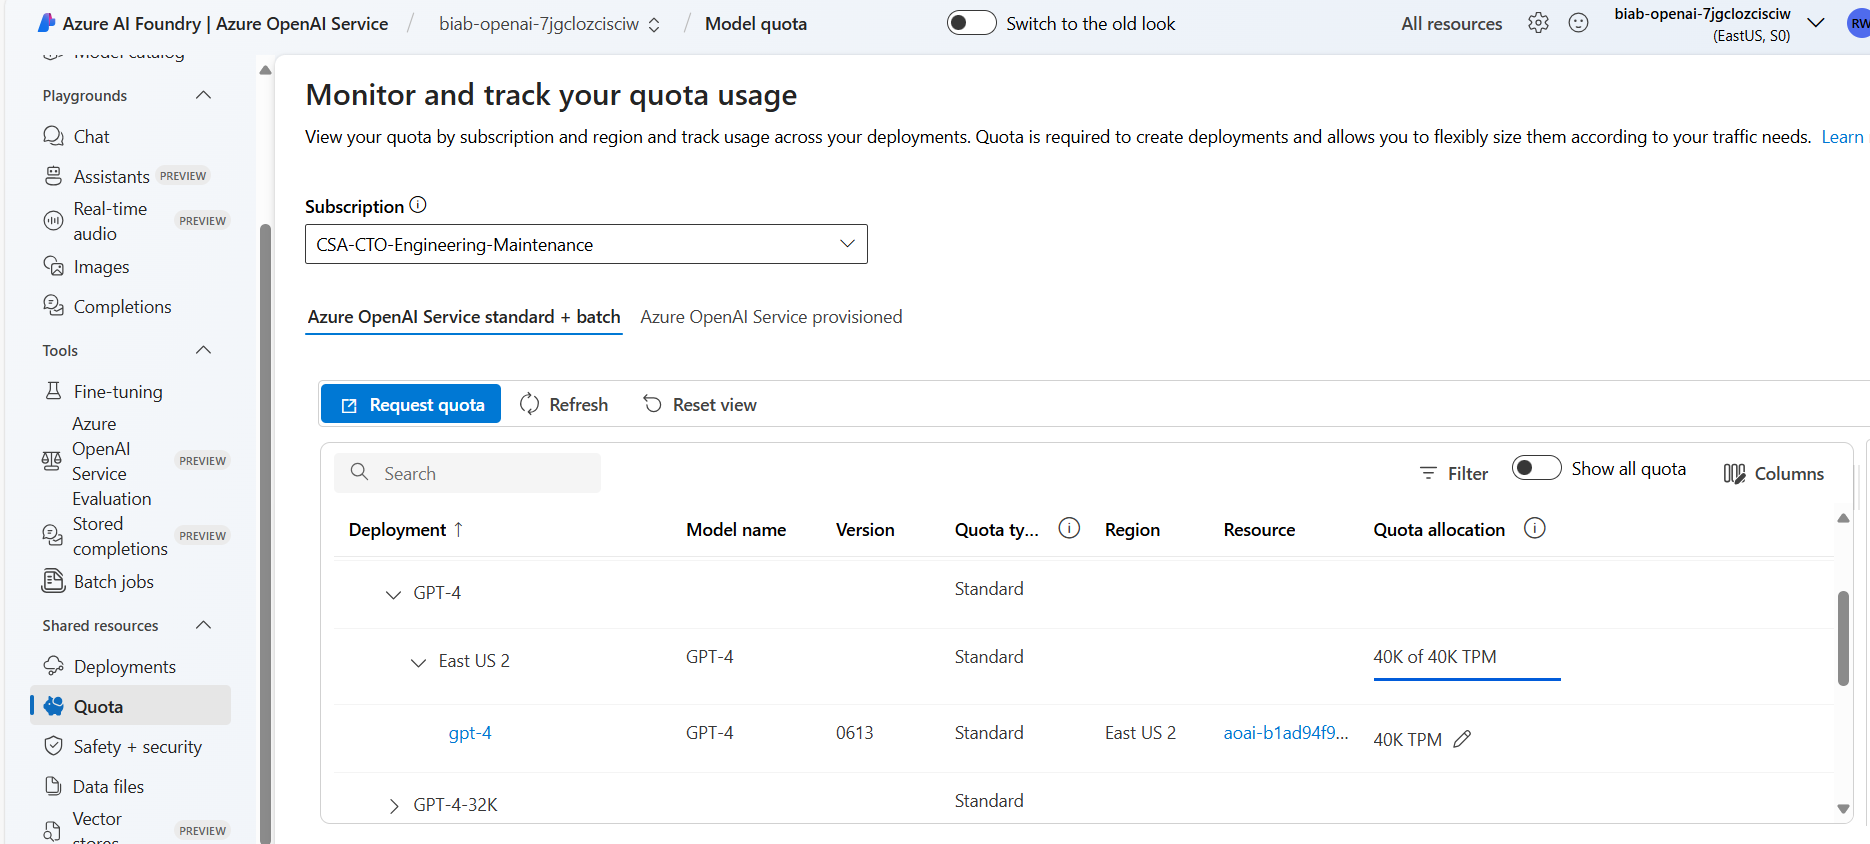 Azure AI Foundry | Azure OpenAI Service / biab-openai-7jgclozcisciw / Model quota
Switch to the old look
All resources
biab-openai-7jgclozcisciw
(EastUS, S0)
RW
Model catalog
Playgrounds
Chat
Assistants PREVIEW
Real-time
audio
PREVIEW
Images
Completions
Tools
Fine-tuning
Azure
OpenAI
Service
Evaluation
PREVIEW
Stored
completions
PREVIEW
Batch jobs
Shared resources
Deployments
Quota
Safety + security
Data files
Vector
stores
PREVIEW
Monitor and track your quota usage
View your quota by subscription and region and track usage across your deployments. Quota is required to create deployments and allows you to flexibly size them according to your traffic needs. Learn
Subscription
CSA-CTO-Engineering-Maintenance
Azure OpenAI Service standard + batch Azure OpenAI Service provisioned
Request quota Refresh Reset view
Search Filter Show all quota Columns
Deployment ↑ Model name Version Quota ty... Region Resource Quota allocation
GPT-4 Standard
East US 2 GPT-4 Standard 40K of 40K TPM
gpt-4 GPT-4 0613 Standard East US 2 aoai-b1ad94f9... 40K TPM
GPT-4-32K Standard